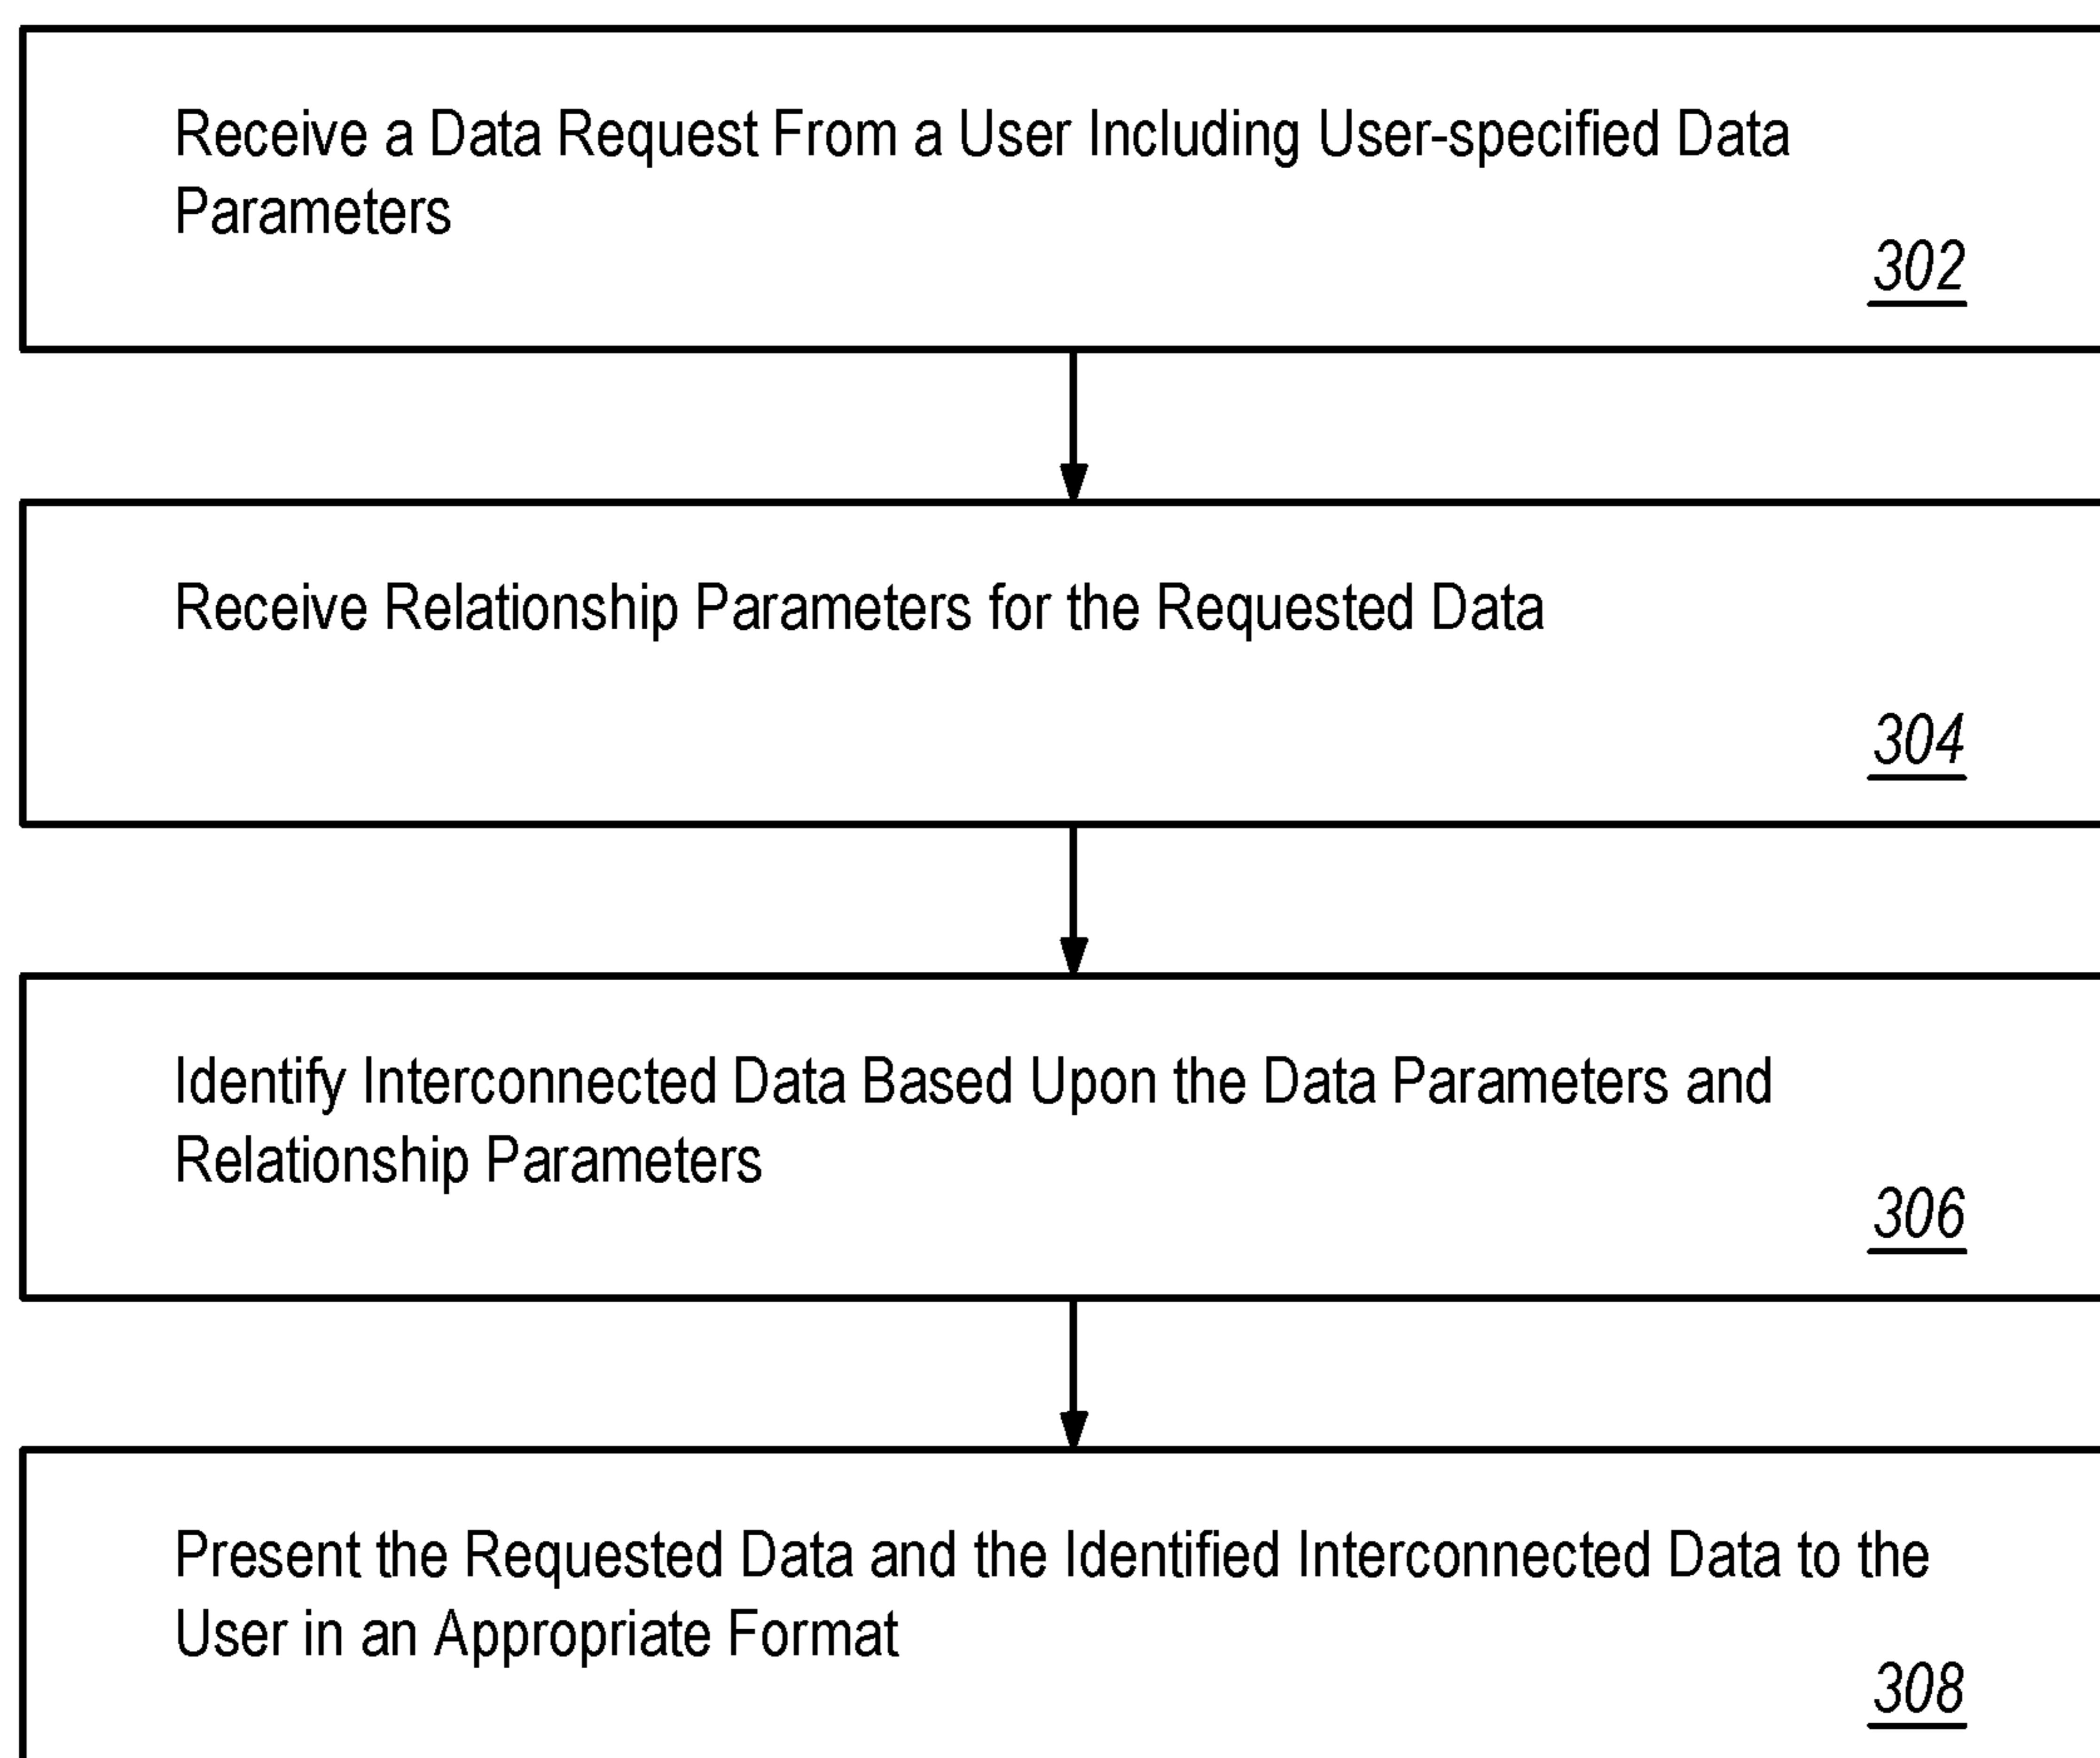 Receive a Data Request From a User Including User-specified Data
Parameters
302
Receive Relationship Parameters for the Requested Data
304
Identify Interconnected Data Based Upon the Data Parameters and
Relationship Parameters
306
Present the Requested Data and the Identified Interconnected Data to the
User in an Appropriate Format
308